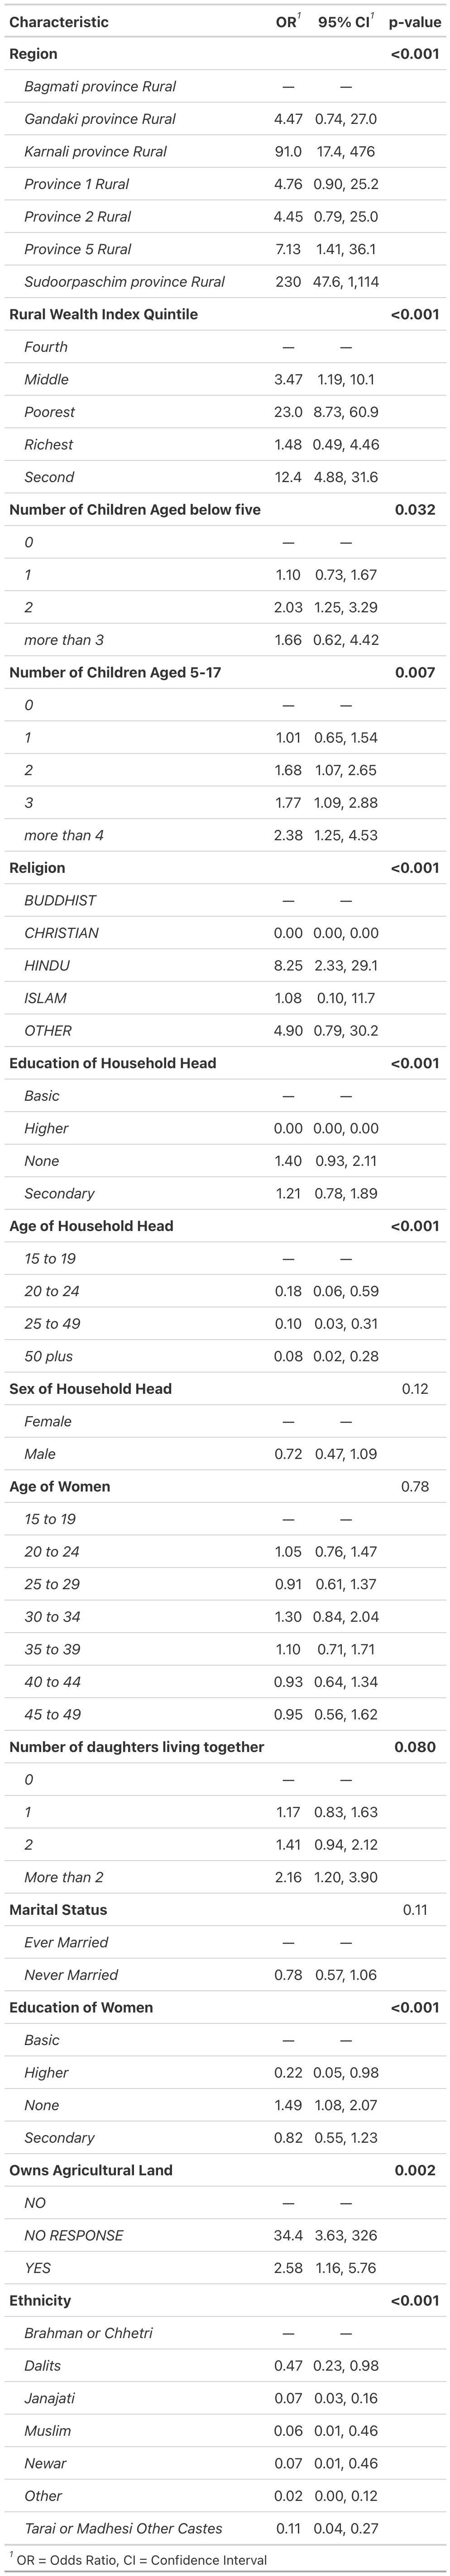 Characteristic OR1 95% CI1 p-value
Region <0.001
Bagmati province Rural — —
Gandaki province Rural 4.47 0.74, 27.0
Karnali province Rural 91.0 17.4, 476
Province 1 Rural 4.76 0.90, 25.2
Province 2 Rural 4.45 0.79, 25.0
Province 5 Rural 7.13 1.41, 36.1
Sudoorpaschim province Rural 230 47.6, 1,114
Rural Wealth Index Quintile <0.001
Fourth — —
Middle 3.47 1.19, 10.1
Poorest 23.0 8.73, 60.9
Richest 1.48 0.49, 4.46
Second 12.4 4.88, 31.6
Number of Children Aged below five 0.032
0 — —
1 1.10 0.73, 1.67
2 2.03 1.25, 3.29
more than 3 1.66 0.62, 4.42
Number of Children Aged 5-17 0.007
0 — —
1 1.01 0.65, 1.54
2 1.68 1.07, 2.65
3 1.77 1.09, 2.88
more than 4 2.38 1.25, 4.53
Religion <0.001
BUDDHIST — —
CHRISTIAN 0.00 0.00, 0.00
HINDU 8.25 2.33, 29.1
ISLAM 1.08 0.10, 11.7
OTHER 4.90 0.79, 30.2
Education of Household Head <0.001
Basic — —
Higher 0.00 0.00, 0.00
None 1.40 0.93, 2.11
Secondary 1.21 0.78, 1.89
Age of Household Head <0.001
15 to 19 — —
20 to 24 0.18 0.06, 0.59
25 to 49 0.10 0.03, 0.31
50 plus 0.08 0.02, 0.28
Sex of Household Head 0.12
Female — —
Male 0.72 0.47, 1.09
Age of Women 0.78
15 to 19 — —
20 to 24 1.05 0.76, 1.47
25 to 29 0.91 0.61, 1.37
30 to 34 1.30 0.84, 2.04
35 to 39 1.10 0.71, 1.71
40 to 44 0.93 0.64, 1.34
45 to 49 0.95 0.56, 1.62
Number of daughters living together 0.080
0 — —
1 1.17 0.83, 1.63
2 1.41 0.94, 2.12
More than 2 2.16 1.20, 3.90
Marital Status 0.11
Ever Married — —
Never Married 0.78 0.57, 1.06
Education of Women <0.001
Basic — —
Higher 0.22 0.05, 0.98
None 1.49 1.08, 2.07
Secondary 0.82 0.55, 1.23
Owns Agricultural Land 0.002
NO — —
NO RESPONSE 34.4 3.63, 326
YES 2.58 1.16, 5.76
Ethnicity <0.001
Brahman or Chhetri — —
Dalits 0.47 0.23, 0.98
Janajati 0.07 0.03, 0.16
Muslim 0.06 0.01, 0.46
Newar 0.07 0.01, 0.46
Other 0.02 0.00, 0.12
Tarai or Madhesi Other Castes 0.11 0.04, 0.27
1 OR = Odds Ratio, CI = Confidence Interval